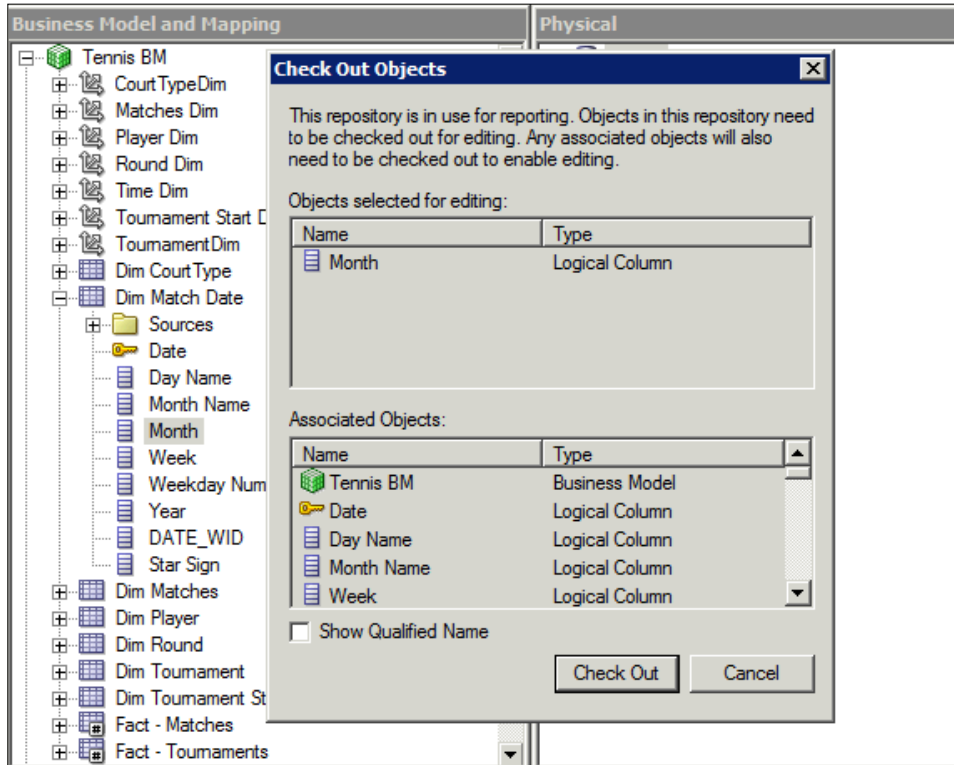 Business Model and Mapping
Tennis BM
CourtTypeDim
Matches Dim
Player Dim
Round Dim
Time Dim
Tournament Start D
TournamentDim
Dim CourtType
Dim Match Date
Sources
Date
Day Name
Month Name
Month
Week
Weekday Num
Year
DATE_WID
Star Sign
Dim Matches
Dim Player
Dim Round
Dim Tournament
Dim Tournament St
Fact - Matches
Fact - Tournaments
Physical
Check Out Objects
This repository is in use for reporting. Objects in this repository need
to be checked out for editing. Any associated objects will also
need to be checked out to enable editing.
Objects selected for editing:
Name Type
Month Logical Column
Associated Objects:
Name Type
Tennis BM Business Model
Date Logical Column
Day Name Logical Column
Month Name Logical Column
Week Logical Column
Show Qualified Name
Check Out Cancel